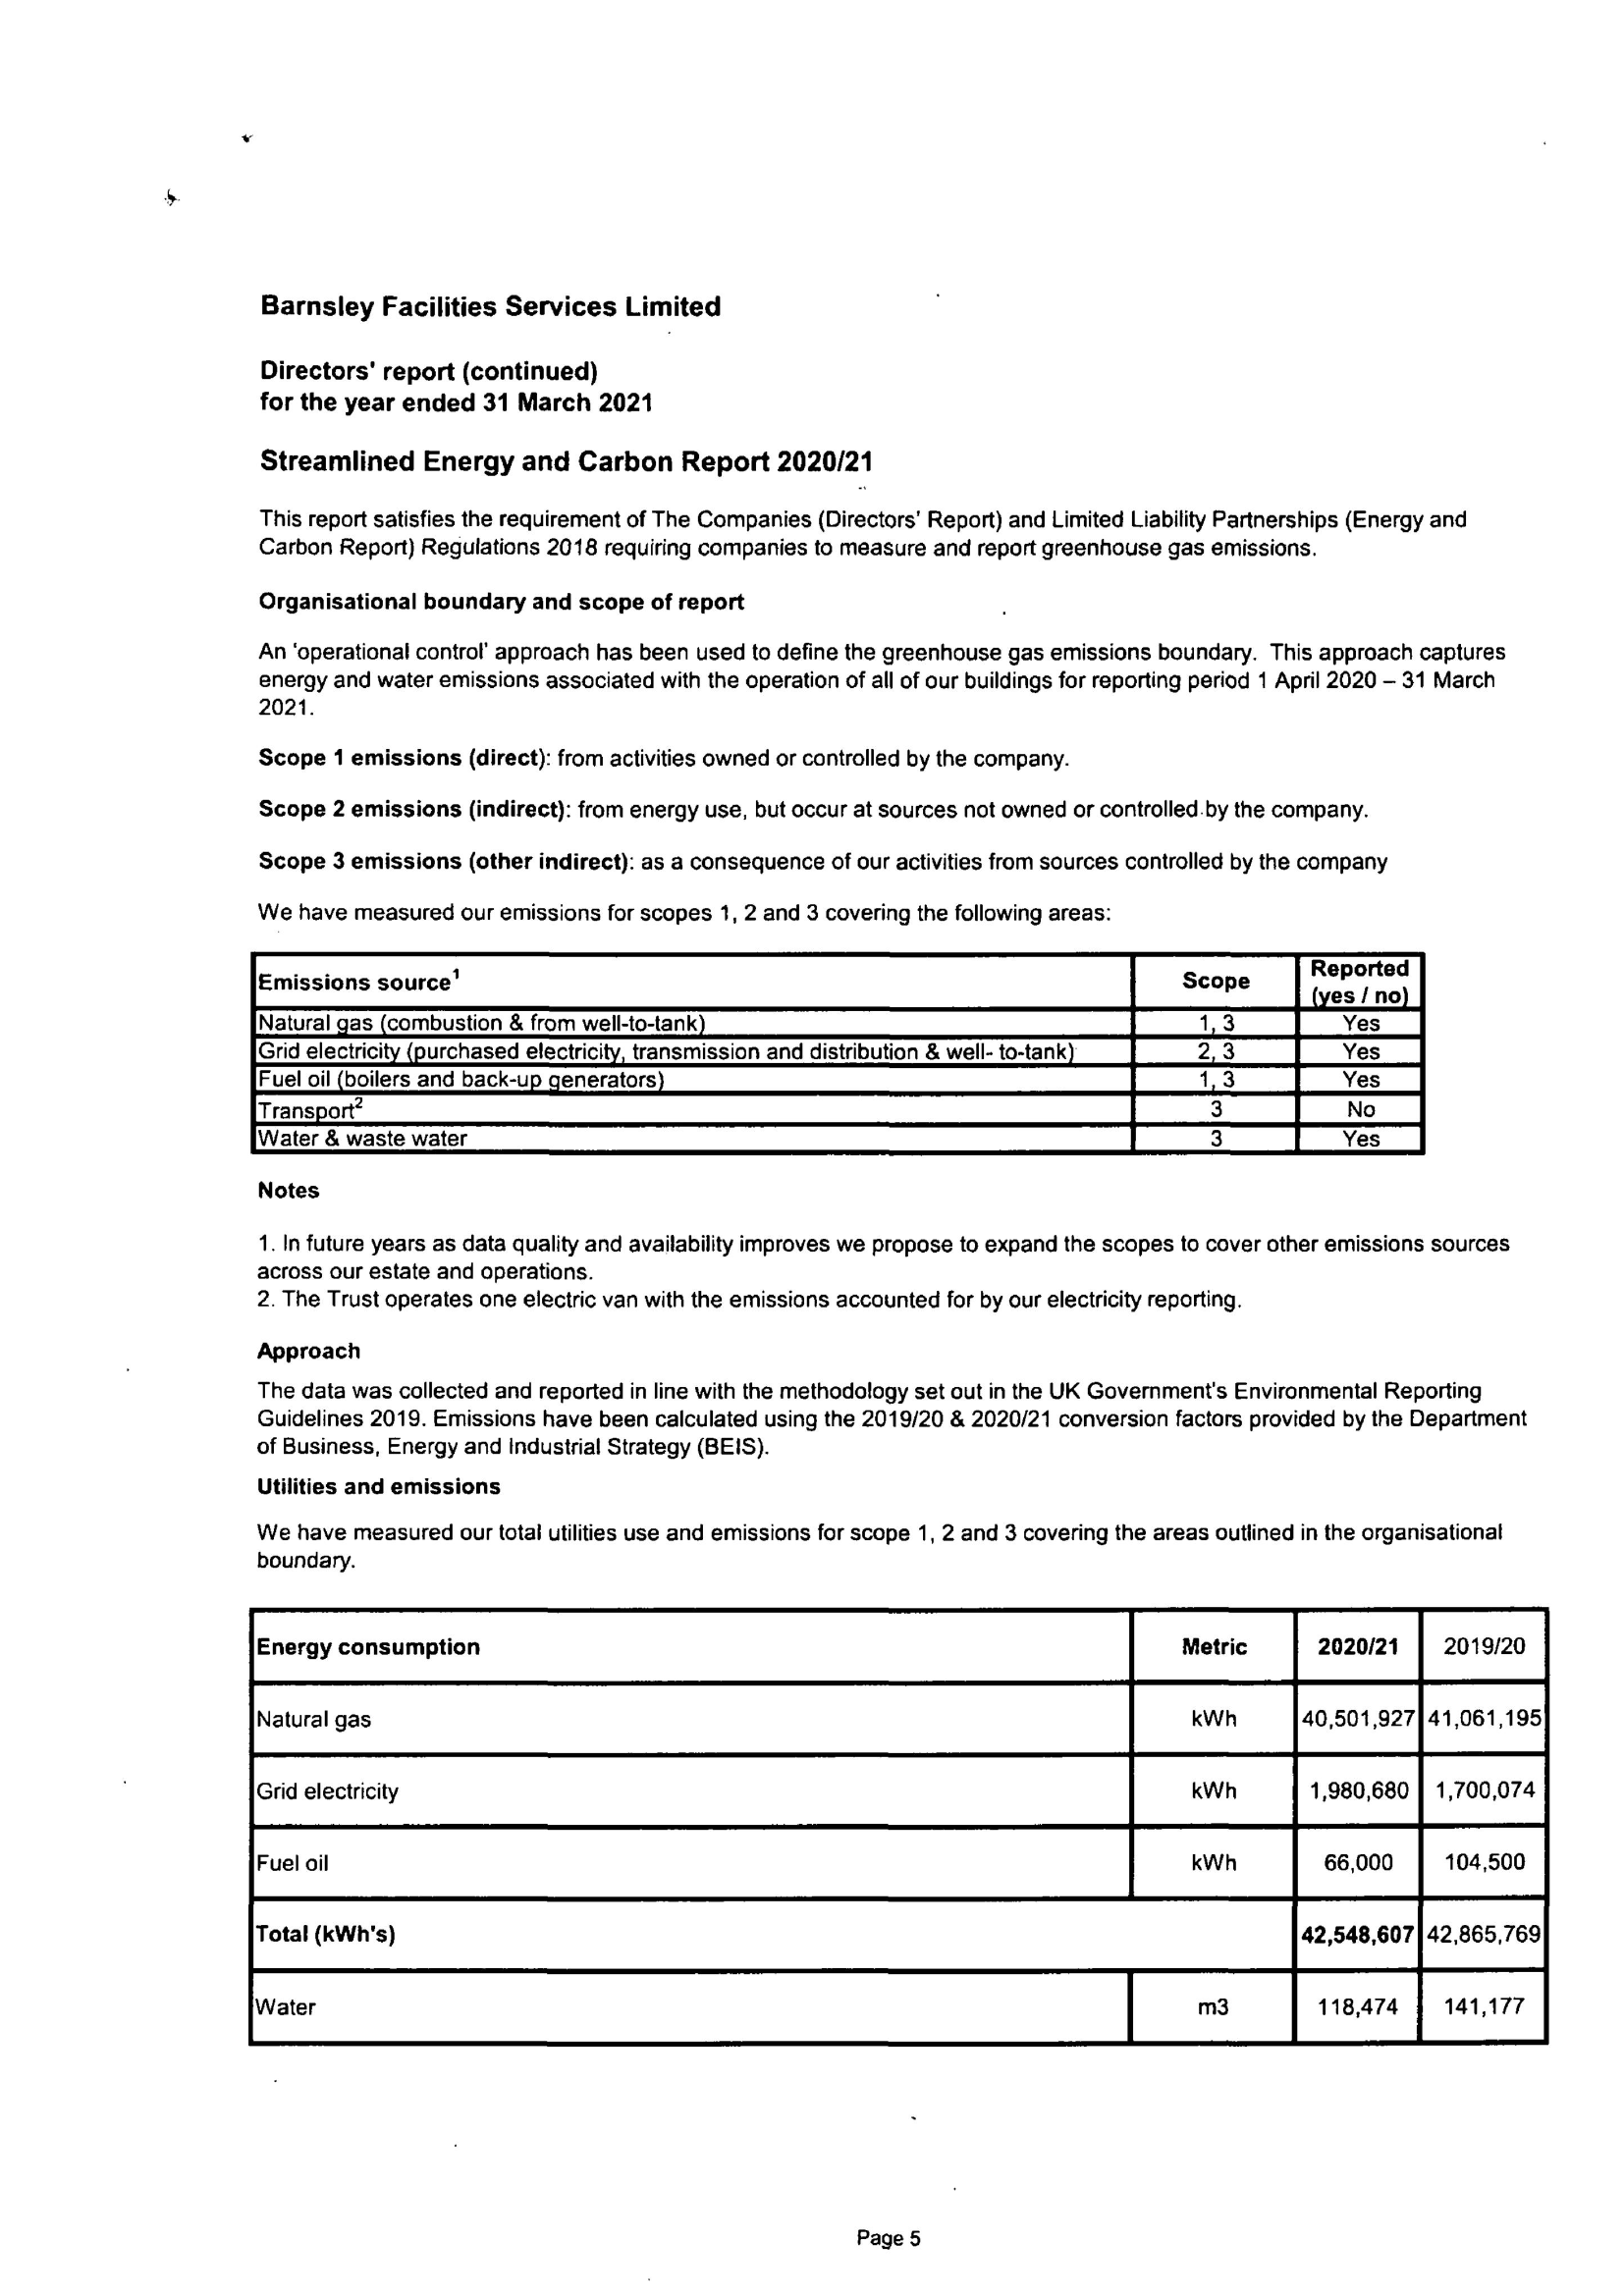 Barnsley Facilities Services Limited
Directors' report (continued)
for the year ended 31 March 2021
Streamlined Energy and Carbon Report 2020/21
This report satisfies the requirement of The Companies (Directors' Report) and Limited Liability Partnerships (Energy and
Carbon Report) Regulations 2018 requiring companies to measure and report greenhouse gas emissions.
Organisational boundary and scope of report
An 'operational control' approach has been used to define the greenhouse gas emissions boundary. This approach captures
energy and water emissions associated with the operation of all of our buildings for reporting period 1 April 2020 – 31 March
2021.
Scope 1 emissions (direct): from activities owned or controlled by the company.
Scope 2 emissions (indirect): from energy use, but occur at sources not owned or controlled by the company.
Scope 3 emissions (other indirect): as a consequence of our activities from sources controlled by the company
We have measured our emissions for scopes 1, 2 and 3 covering the following areas:
Emissions source¹ Scope Reported (yes / no)
Natural gas (combustion & from well-to-tank) 1, 3 Yes
Grid electricity (purchased electricity, transmission and distribution & well- to-tank) 2, 3 Yes
Fuel oil (boilers and back-up generators) 1, 3 Yes
Transport² 3 No
Water & waste water 3 Yes
Notes
1. In future years as data quality and availability improves we propose to expand the scopes to cover other emissions sources
across our estate and operations.
2. The Trust operates one electric van with the emissions accounted for by our electricity reporting.
Approach
The data was collected and reported in line with the methodology set out in the UK Government's Environmental Reporting
Guidelines 2019. Emissions have been calculated using the 2019/20 & 2020/21 conversion factors provided by the Department
of Business, Energy and Industrial Strategy (BEIS).
Utilities and emissions
We have measured our total utilities use and emissions for scope 1, 2 and 3 covering the areas outlined in the organisational
boundary.
Energy consumption Metric 2020/21 2019/20
Natural gas kWh 40,501,927 41,061,195
Grid electricity kWh 1,980,680 1,700,074
Fuel oil kWh 66,000 104,500
Total (kWh's) 42,548,607 42,865,769
Water m3 118,474 141,177
Page 5